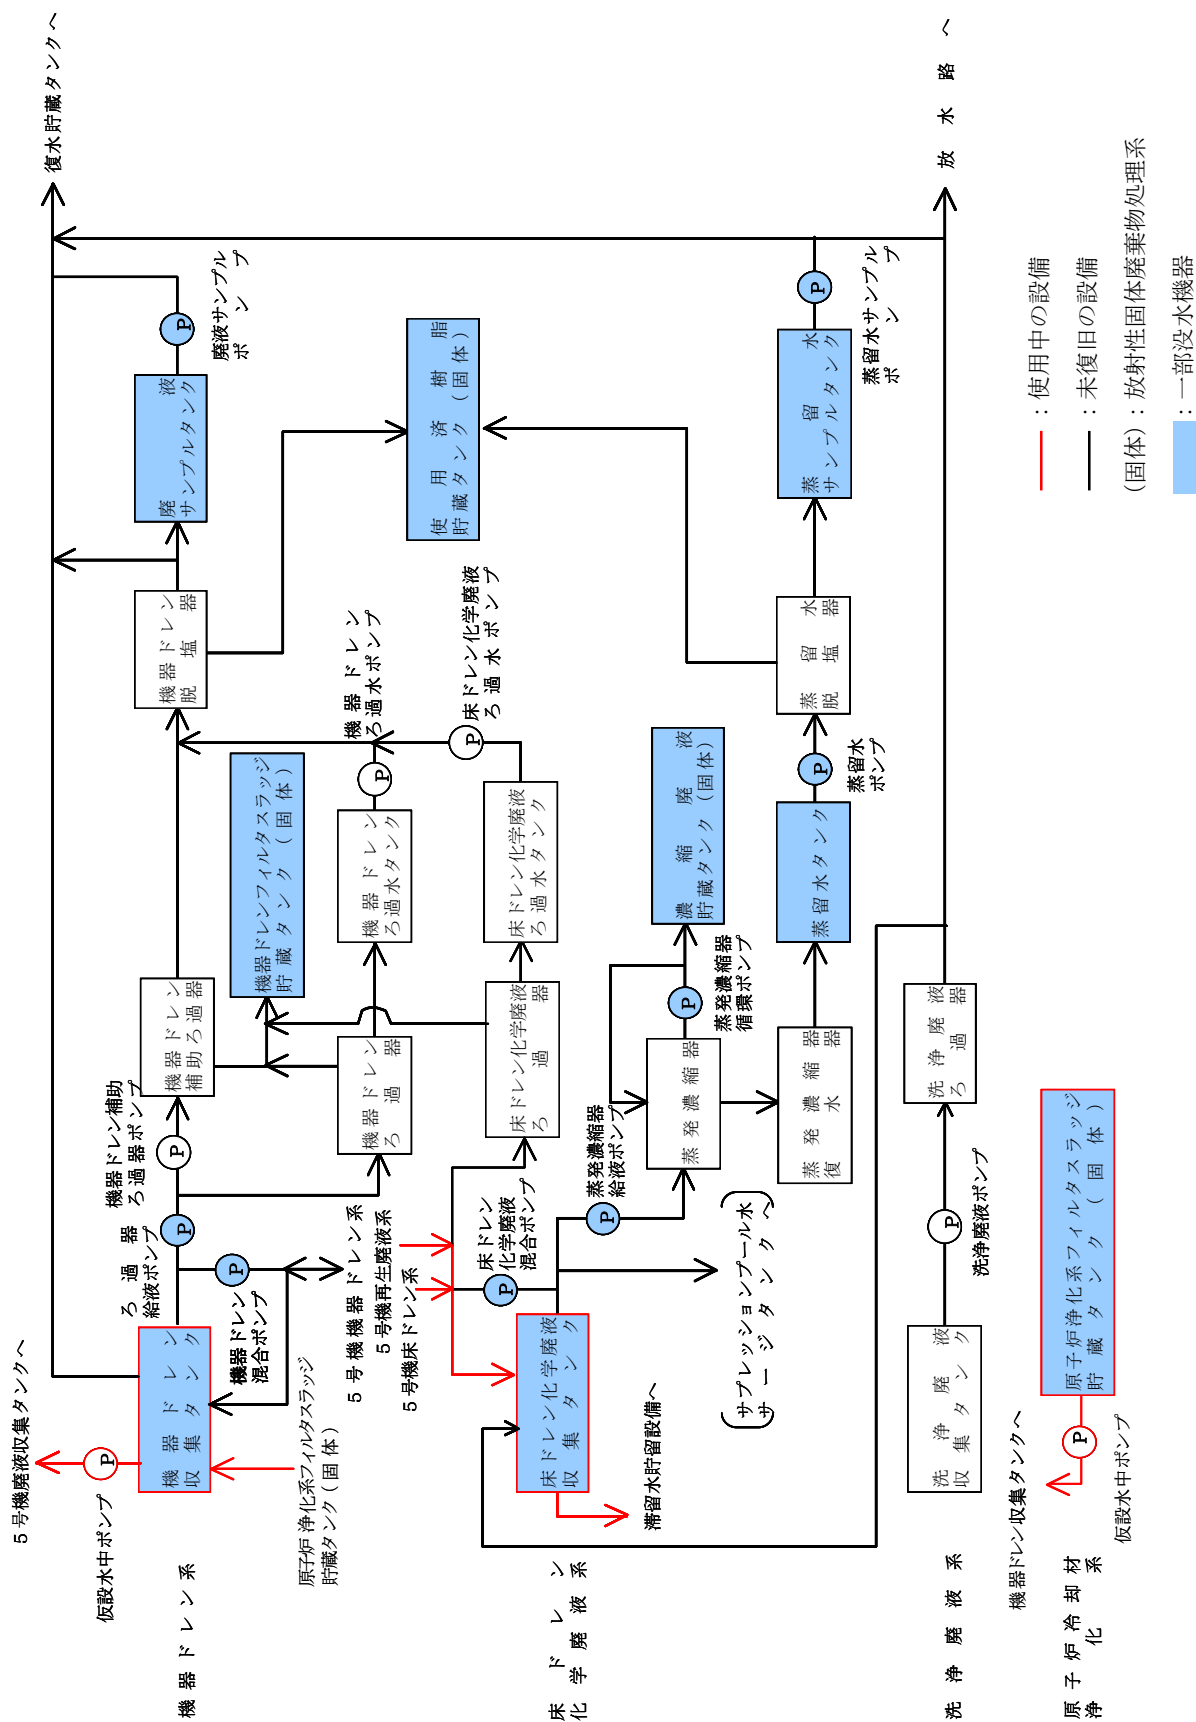 復水貯蔵タンクへ
放水路へ
５号機廃液収集タンクへ
仮設水中ポンプ
機器ドレン系
機器ドレン
収集タンク
原子炉浄化系フィルタスラッジ
貯蔵タンク(固体)
ろ過器
給液ポンプ
機器ドレン
混合ポンプ
５号機機器ドレン系
機器ドレン補助
ろ過器ポンプ
機器ドレン
補助ろ過器
機器ドレン
ろ過器
機器ドレンフィルタスラッジ
貯蔵タンク(固体)
機器ドレン
ろ過水タンク
機器ドレン
ろ過水ポンプ
機器ドレン
脱塩器
廃液
サンプルタンク
廃液サンプル
ポンプ
使用済樹脂
貯蔵タンク(固体)
床ドレン
化学廃液系
５号機再生廃液系
５号機床ドレン系
床ドレン化学廃液
収集タンク
滞留水貯留設備へ
床ドレン
化学廃液
混合ポンプ
床ドレン化学廃液
ろ過器
床ドレン化学廃液
ろ過水タンク
床ドレン化学廃液
ろ過水ポンプ
サプレッションプール水
サージタンクへ
蒸発濃縮器
給液ポンプ
蒸発濃縮器
蒸発濃縮器
循環ポンプ
濃縮廃液
貯蔵タンク(固体)
蒸発濃縮器
復水器
蒸留水タンク
蒸留水
ポンプ
蒸留水
脱塩器
蒸留水
サンプルタンク
蒸留水サンプル
ポンプ
洗浄廃液系
洗浄廃液
収集タンク
洗浄廃液ポンプ
洗浄廃液
ろ過器
原子炉冷却材
浄化系
機器ドレン収集タンクへ
仮設水中ポンプ
原子炉浄化系フィルタスラッジ
貯蔵タンク(固体)
P
P
P
P
P
P
P
P
P
P
P
P
P
P
：使用中の設備
：未復旧の設備
(固体)：放射性固体廃棄物処理系
：一部没水機器